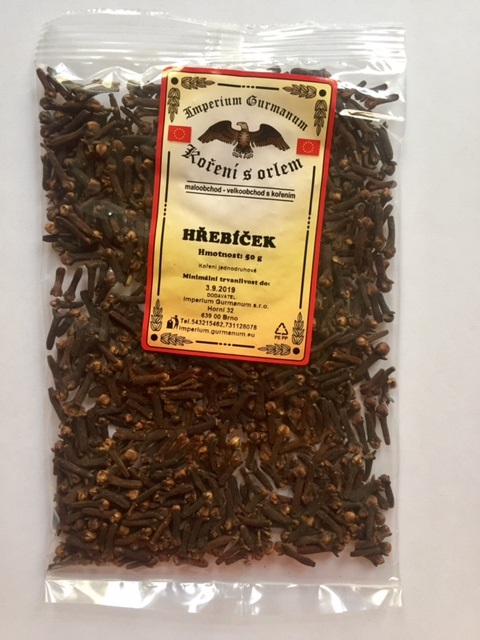 Imperium Gurmanum
Koření s orlem
maloobchod - velkoobchod s kořením
HŘEBÍČEK
Hmotnost: 50 g
Koření jednodruhové
Minimální trvanlivost do:
3.9.2019
DODAVATEL
Imperium Gurmanum s.r.o.
Horní 32
639 00 Brno
Tel.543215462,731128078
imperium.gurmanum.eu
PE PP